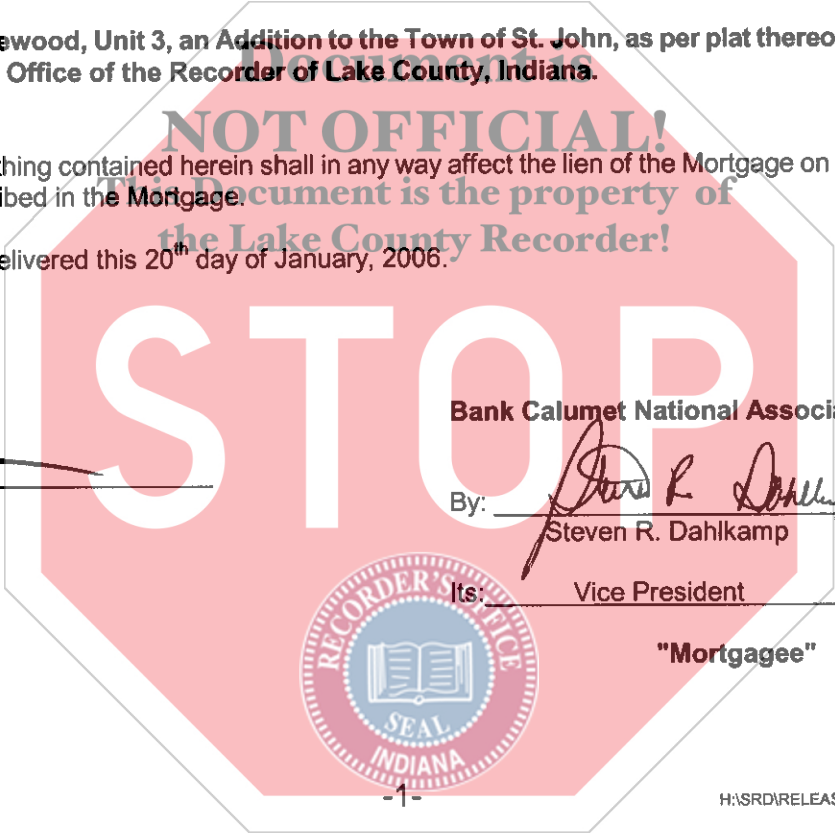 ewood, Unit 3, an Addition to the Town of St. John, as per plat thereo
Office of the Recorder of Lake County, Indiana.
Document is
NOT OFFICIAL!
thing contained herein shall in any way affect the lien of the Mortgage on
ibed in the Mortgage.
This Document is the property of
the Lake County Recorder!
elivered this 20th day of January, 2006.
STOP
Bank Calumet National Associa
By: Steven R. Dahlk
Steven R. Dahlkamp
Its: Vice President
"Mortgagee"
RECORDER'S OFFICE
SEAL
INDIANA
-1-
H:\SRD\RELEAS